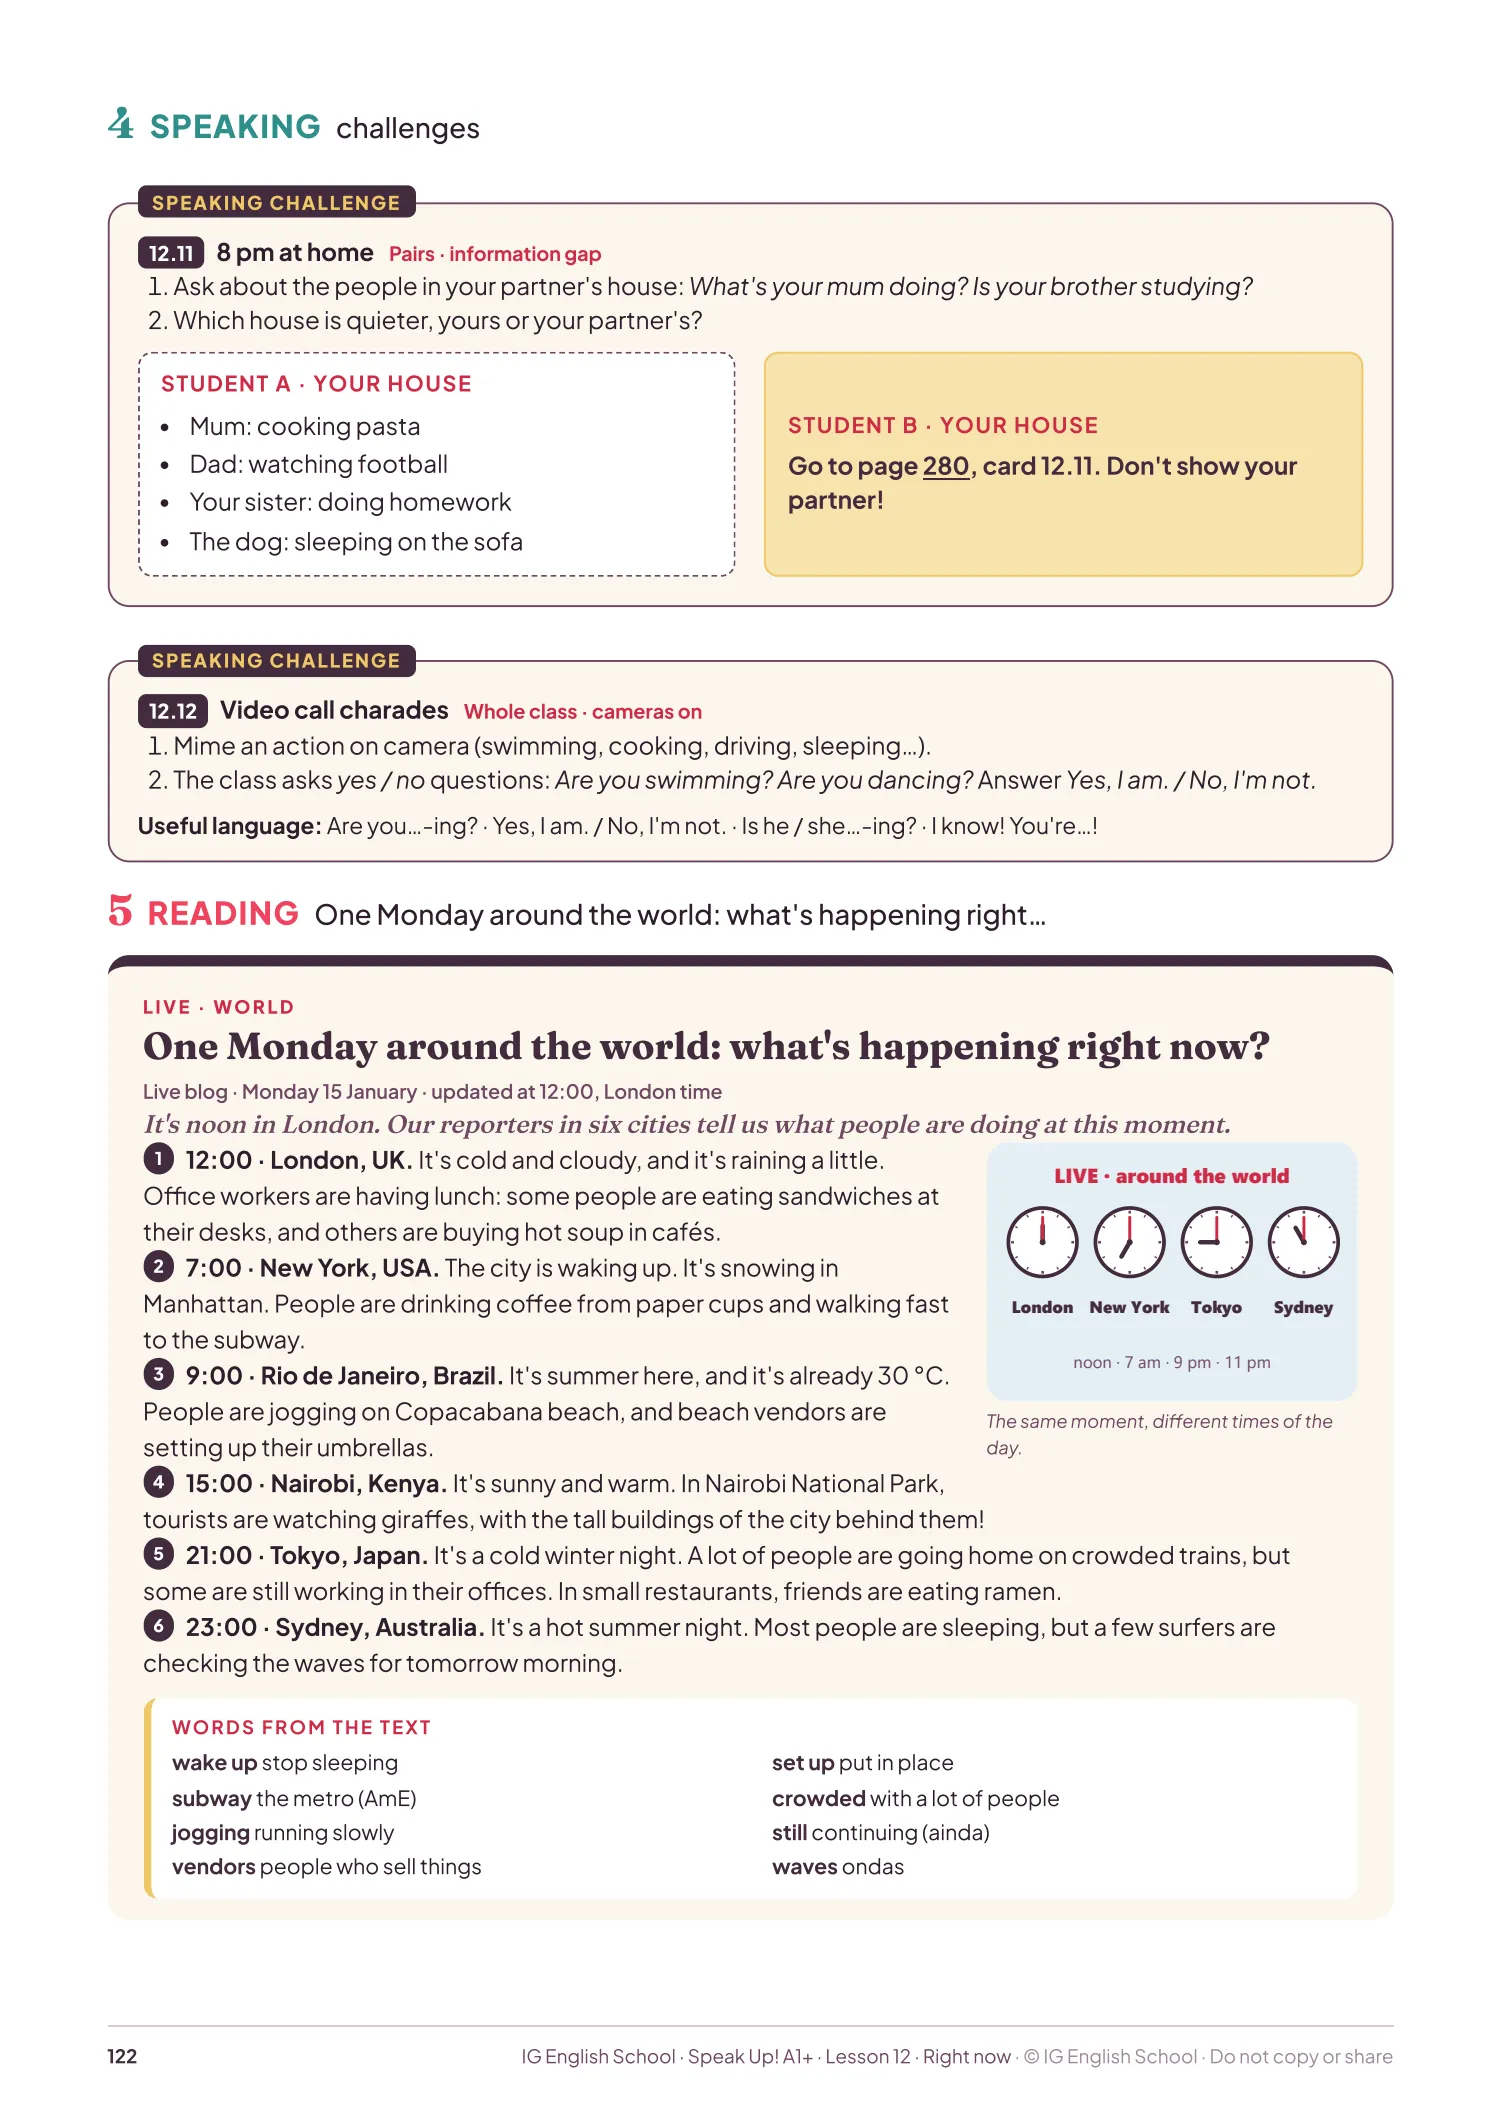 4 SPEAKING challenges
SPEAKING CHALLENGE
12.11 8 pm at home Pairs · information gap
1. Ask about the people in your partner's house: What's your mum doing? Is your brother studying?
2. Which house is quieter, yours or your partner's?
STUDENT A · YOUR HOUSE
• Mum: cooking pasta
• Dad: watching football
• Your sister: doing homework
• The dog: sleeping on the sofa
STUDENT B · YOUR HOUSE
Go to page 280, card 12.11. Don't show your
partner!
SPEAKING CHALLENGE
12.12 Video call charades Whole class · cameras on
1. Mime an action on camera (swimming, cooking, driving, sleeping…).
2. The class asks yes / no questions: Are you swimming? Are you dancing? Answer Yes, I am. / No, I'm not.
Useful language: Are you…-ing? · Yes, I am. / No, I'm not. · Is he / she…-ing? · I know! You're…!
5 READING One Monday around the world: what's happening right…
LIVE · WORLD
One Monday around the world: what's happening right now?
Live blog · Monday 15 January · updated at 12:00, London time
It's noon in London. Our reporters in six cities tell us what people are doing at this moment.
1 12:00 · London, UK. It's cold and cloudy, and it's raining a little.
Office workers are having lunch: some people are eating sandwiches at
their desks, and others are buying hot soup in cafés.
2 7:00 · New York, USA. The city is waking up. It's snowing in
Manhattan. People are drinking coffee from paper cups and walking fast
to the subway.
3 9:00 · Rio de Janeiro, Brazil. It's summer here, and it's already 30 °C.
People are jogging on Copacabana beach, and beach vendors are
setting up their umbrellas.
4 15:00 · Nairobi, Kenya. It's sunny and warm. In Nairobi National Park,
tourists are watching giraffes, with the tall buildings of the city behind them!
5 21:00 · Tokyo, Japan. It's a cold winter night. A lot of people are going home on crowded trains, but
some are still working in their offices. In small restaurants, friends are eating ramen.
6 23:00 · Sydney, Australia. It's a hot summer night. Most people are sleeping, but a few surfers are
checking the waves for tomorrow morning.
LIVE · around the world
London New York Tokyo Sydney
noon · 7 am · 9 pm · 11 pm
The same moment, different times of the
day.
WORDS FROM THE TEXT
wake up stop sleeping
subway the metro (AmE)
jogging running slowly
vendors people who sell things
set up put in place
crowded with a lot of people
still continuing (ainda)
waves ondas
122
IG English School · Speak Up! A1+ · Lesson 12 · Right now · © IG English School · Do not copy or share